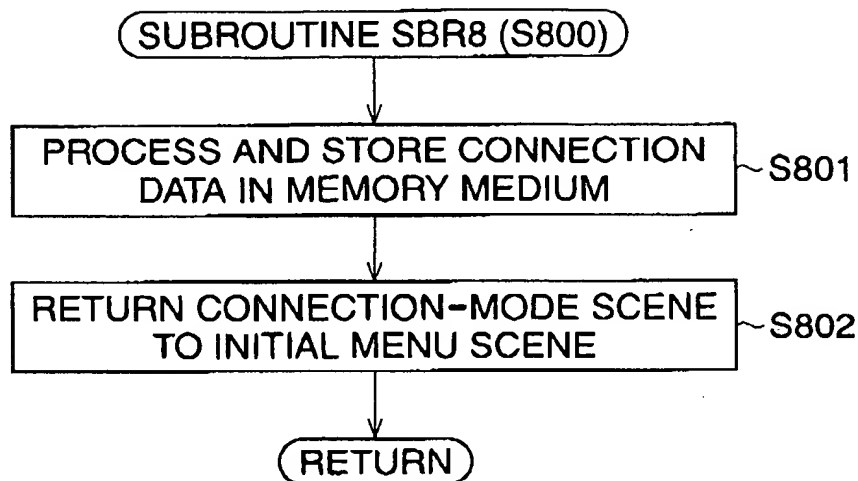 SUBROUTINE SBR8 (S800)
PROCESS AND STORE CONNECTION
DATA IN MEMORY MEDIUM
S801
RETURN CONNECTION-MODE SCENE
TO INITIAL MENU SCENE
S802
RETURN